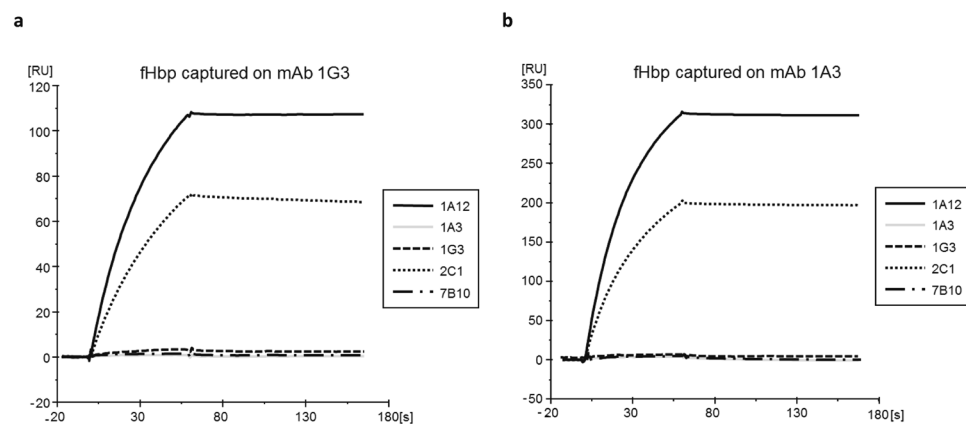 a
[RU]
fHbp captured on mAb 1G3
120
100
80
60
40
20
0
-20
-20
30
80
130
180[s]
1A12
1A3
1G3
2C1
7B10
b
[RU]
fHbp captured on mAb 1A3
350
300
250
200
150
100
50
0
-50
-20
30
80
130
180[s]
1A12
1A3
1G3
2C1
7B10